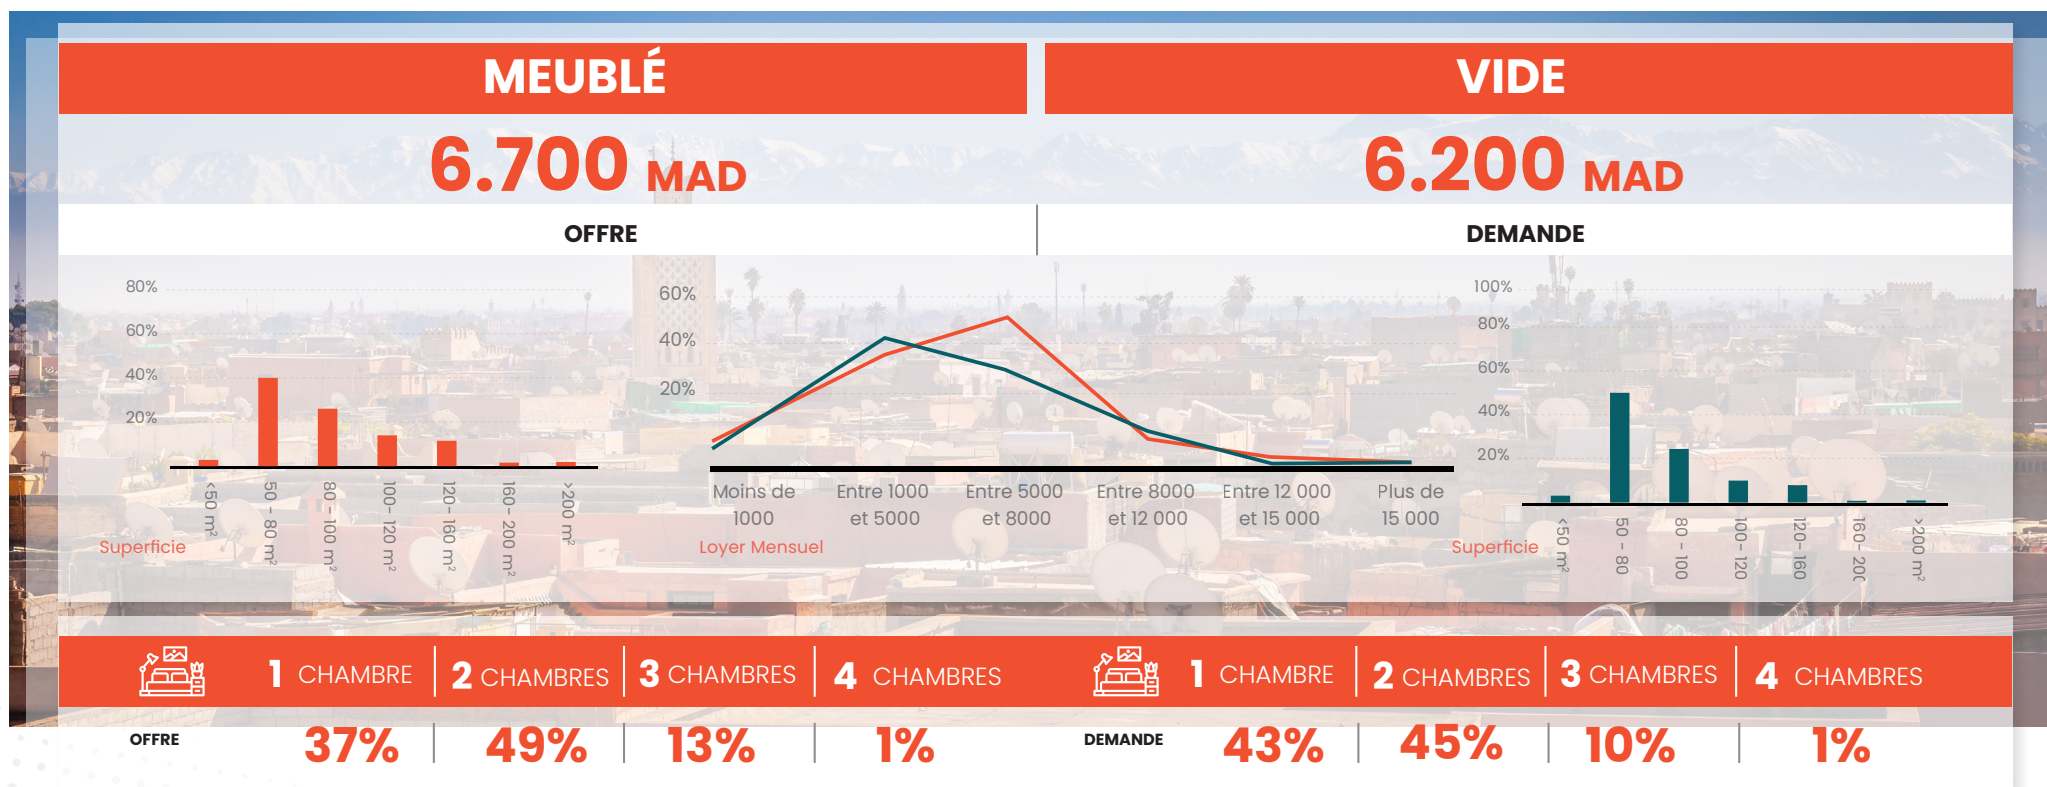 MEUBLÉ
VIDE
6.700 MAD
6.200 MAD
OFFRE
DEMANDE
80%
60%
40%
20%
<50 m²
50 - 80 m²
80 - 100 m²
100- 120 m²
120- 160 m²
160- 200 m²
>200 m²
Superficie
60%
40%
20%
Moins de
1000
Entre 1000
et 5000
Entre 5000
et 8000
Entre 8000
et 12 000
Entre 12 000
et 15 000
Plus de
15 000
Loyer Mensuel
100%
80%
60%
40%
20%
<50 m²
50 - 80
80 - 100
100 - 120
120- 160
160- 200
>200 m²
Superficie
1 CHAMBRE
2 CHAMBRES
3 CHAMBRES
4 CHAMBRES
1 CHAMBRE
2 CHAMBRES
3 CHAMBRES
4 CHAMBRES
OFFRE
37%
49%
13%
1%
DEMANDE
43%
45%
10%
1%